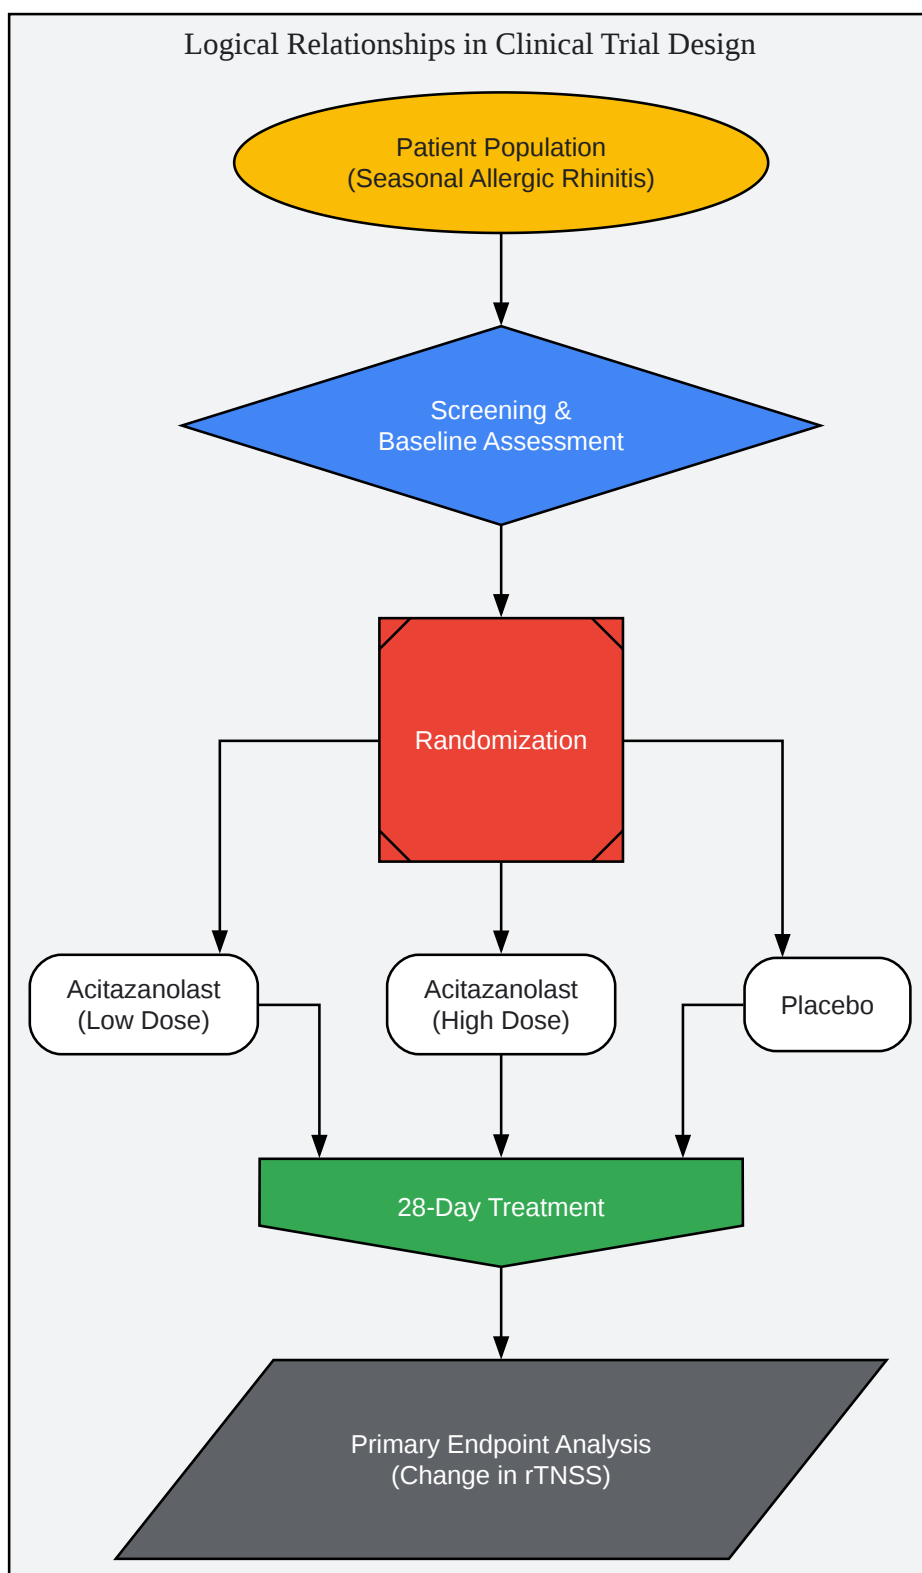 Logical Relationships in Clinical Trial Design
Patient Population
(Seasonal Allergic Rhinitis)
Screening &
Baseline Assessment
Randomization
Acitazanolast
(Low Dose)
Acitazanolast
(High Dose)
Placebo
28-Day Treatment
Primary Endpoint Analysis
(Change in rTNSS)